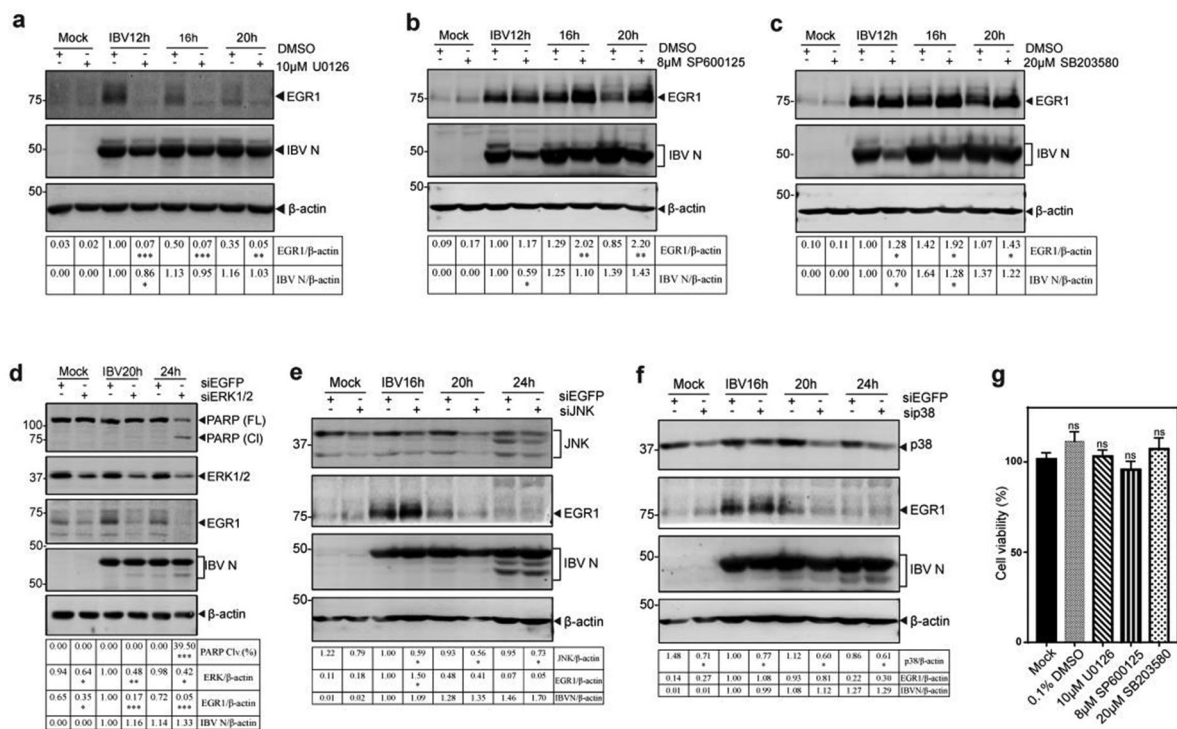 a
Mock IBV12h 16h 20h
+ - + - + - + - DMSO
- + - + - + - + 10μM U0126
75
EGR1
50
IBV N
50
β-actin
0.03 0.02 1.00 0.07 0.50 0.07 0.35 0.05 EGR1/β-actin
*** *** **
0.00 0.00 1.00 0.86 1.13 0.95 1.16 1.03 IBV N/β-actin
*
b
Mock IBV12h 16h 20h
+ - + - + - + - DMSO
- + - + - + - + 8μM SP600125
75
EGR1
50
IBV N
50
β-actin
0.09 0.17 1.00 1.17 1.29 2.02 0.85 2.20 EGR1/β-actin
** **
0.00 0.00 1.00 0.59 1.25 1.10 1.39 1.43 IBV N/β-actin
*
c
Mock IBV12h 16h 20h
+ - + - + - + - DMSO
- + - + - + - + 20μM SB203580
75
EGR1
50
IBV N
50
β-actin
0.10 0.11 1.00 1.28 1.42 1.92 1.07 1.43 EGR1/β-actin
* * *
0.00 0.00 1.00 0.70 1.64 1.28 1.37 1.22 IBV N/β-actin
* *
d
Mock IBV20h 24h
+ - + - + - siEGFP
- + - + - + siERK1/2
100
PARP (FL)
75
PARP (Cl)
37
ERK1/2
75
EGR1
50
IBV N
50
β-actin
0.00 0.00 0.00 0.00 0.00 39.50 PARP Clv.(%)
***
0.94 0.64 1.00 0.48 0.98 0.42 ERK/β-actin
* ** *
0.65 0.35 1.00 0.17 0.72 0.05 EGR1/β-actin
* *** ***
0.00 0.00 1.00 1.16 1.14 1.33 IBV N/β-actin
e
Mock IBV16h 20h 24h
+ - + - + - + - siEGFP
- + - + - + - + siJNK
37
JNK
75
EGR1
50
IBV N
50
β-actin
1.22 0.79 1.00 0.59 0.93 0.56 0.95 0.73 JNK/β-actin
* * *
0.11 0.18 1.00 1.50 0.48 0.41 0.07 0.05 EGR1/β-actin
*
0.00 0.00 1.00 1.09 1.28 1.35 1.46 1.70 IBVN/β-actin
f
Mock IBV16h 20h 24h
+ - + - + - + - siEGFP
- + - + - + - + sip38
37
p38
75
EGR1
50
IBV N
50
β-actin
1.48 0.71 1.00 0.77 1.12 0.60 0.86 0.61 p38/β-actin
* * * *
0.14 0.27 1.00 1.08 0.93 0.81 0.22 0.30 EGR1/β-actin
0.01 0.01 1.00 0.99 1.08 1.12 1.27 1.29 IBVN/β-actin
g
ns ns ns ns
Cell viability (%)
100
50
0
Mock
0.1% DMSO
10μM U0126
8μM SP600125
20μM SB203580